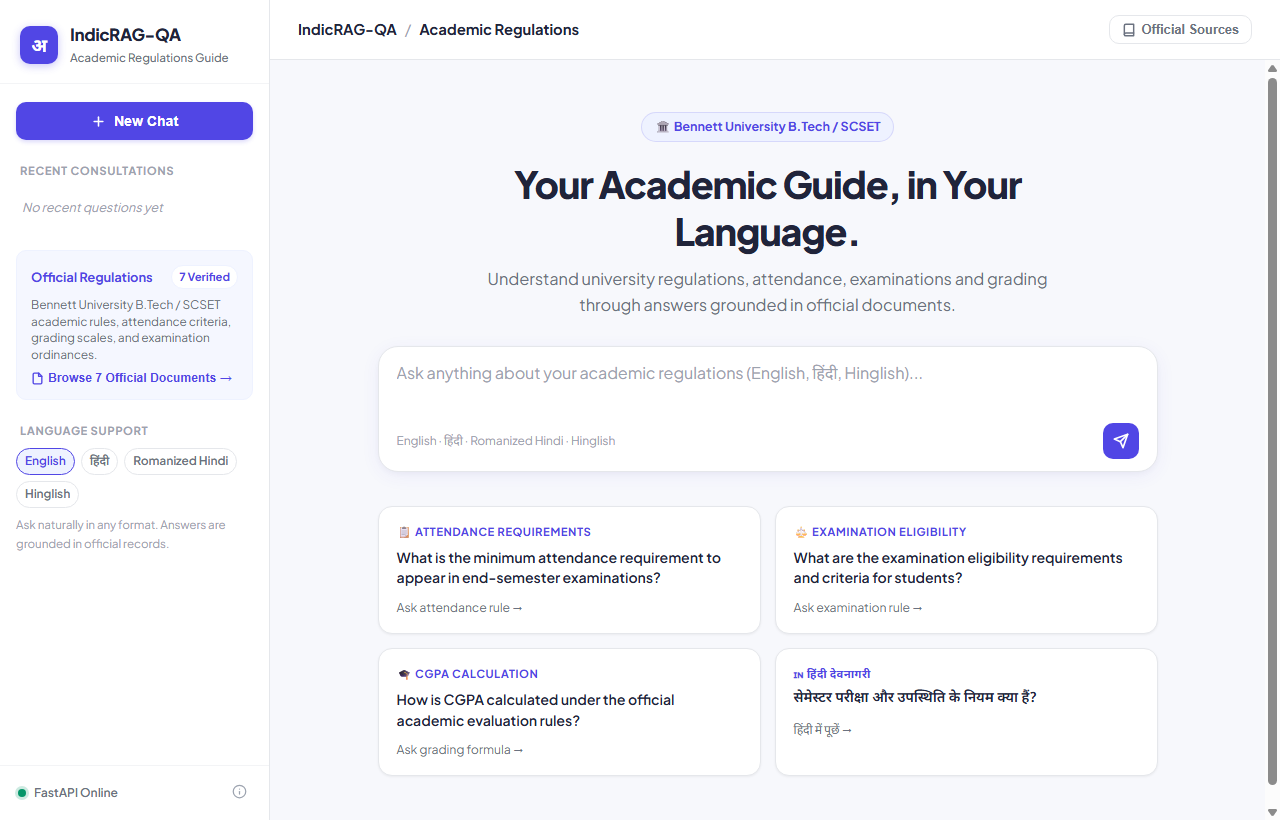 अ
IndicRAG-QA
Academic Regulations Guide
+ New Chat
RECENT CONSULTATIONS
No recent questions yet
Official Regulations
7 Verified
Bennett University B.Tech / SCSET
academic rules, attendance criteria,
grading scales, and examination
ordinances.
Browse 7 Official Documents →
LANGUAGE SUPPORT
English
हिंदी
Romanized Hindi
Hinglish
Ask naturally in any format. Answers are
grounded in official records.
FastAPI Online
IndicRAG-QA / Academic Regulations
Official Sources
🏛️ Bennett University B.Tech / SCSET
Your Academic Guide, in Your
Language.
Understand university regulations, attendance, examinations and grading
through answers grounded in official documents.
Ask anything about your academic regulations (English, हिंदी, Hinglish)...
English · हिंदी · Romanized Hindi · Hinglish
📋 ATTENDANCE REQUIREMENTS
What is the minimum attendance requirement to
appear in end-semester examinations?
Ask attendance rule →
⚖️ EXAMINATION ELIGIBILITY
What are the examination eligibility requirements
and criteria for students?
Ask examination rule →
🎓 CGPA CALCULATION
How is CGPA calculated under the official
academic evaluation rules?
Ask grading formula →
IN हिंदी देवनागरी
सेमेस्टर परीक्षा और उपस्थिति के नियम क्या हैं?
हिंदी में पूछें →